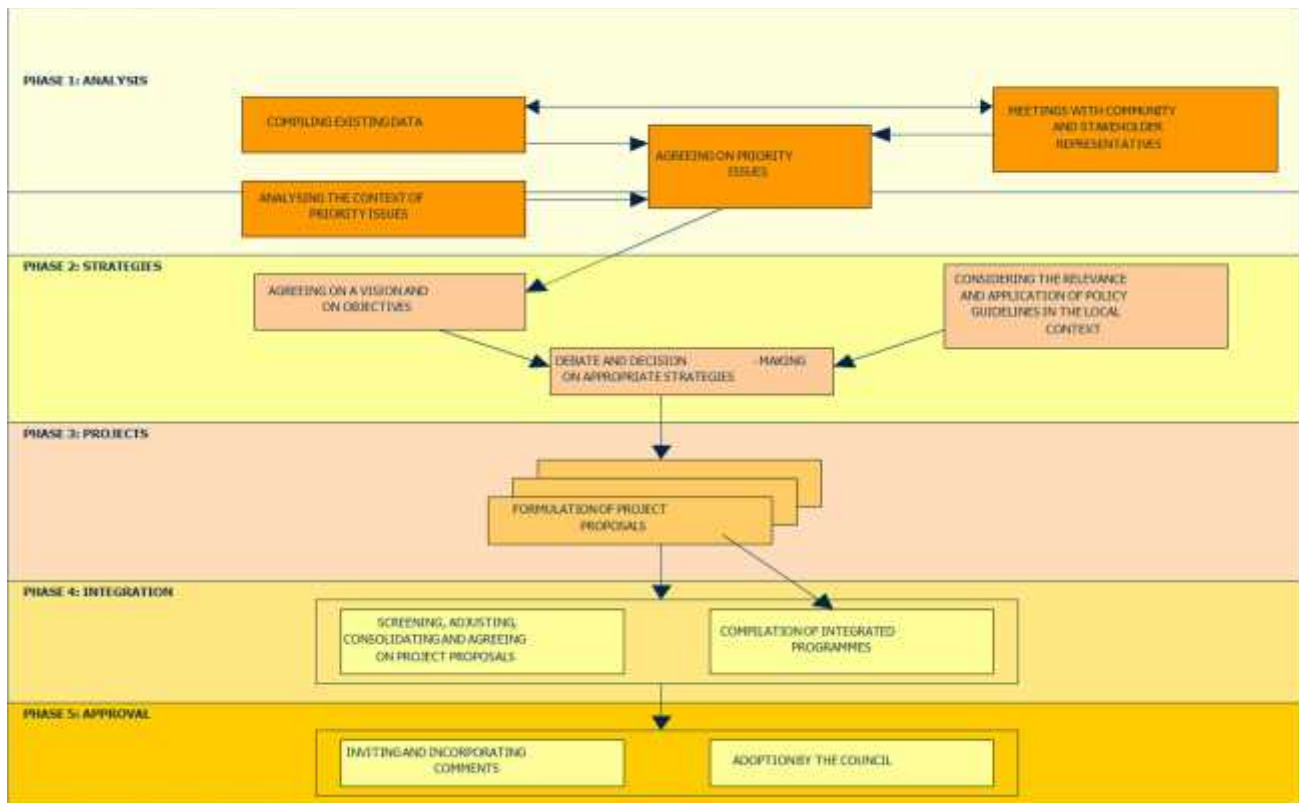 PHASE 1: ANALYSIS
COMPILING EXISTING DATA
MEETINGS WITH COMMUNITY
AND STAKEHOLDER
REPRESENTATIVES
AGREEING ON PRIORITY
ISSUES
ANALYSING THE CONTEXT OF
PRIORITY ISSUES
PHASE 2: STRATEGIES
AGREEING ON A VISION AND
ON OBJECTIVES
CONSIDERING THE RELEVANCE
AND APPLICATION OF POLICY
GUIDELINES IN THE LOCAL
CONTEXT
DEBATE AND DECISION -MAKING
ON APPROPRIATE STRATEGIES
PHASE 3: PROJECTS
FORMULATION OF PROJECT
PROPOSALS
PHASE 4: INTEGRATION
SCREENING, ADJUSTING,
CONSOLIDATING AND AGREEING
ON PROJECT PROPOSALS
COMPILATION OF INTEGRATED
PROGRAMMES
PHASE 5: APPROVAL
INVITING AND INCORPORATING
COMMENTS
ADOPTION BY THE COUNCIL